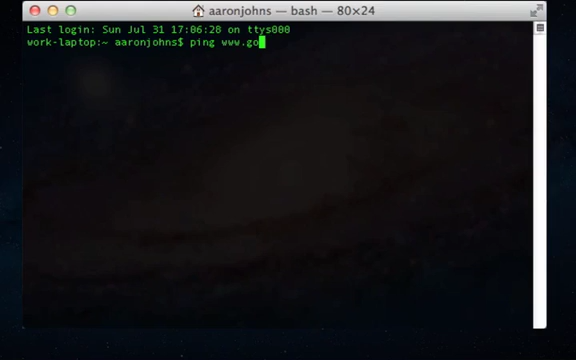 aaronjohns — bash — 80×24
Last login: Sun Jul 31 17:06:28 on ttys000
work-laptop:~ aaronjohns$ ping www.go